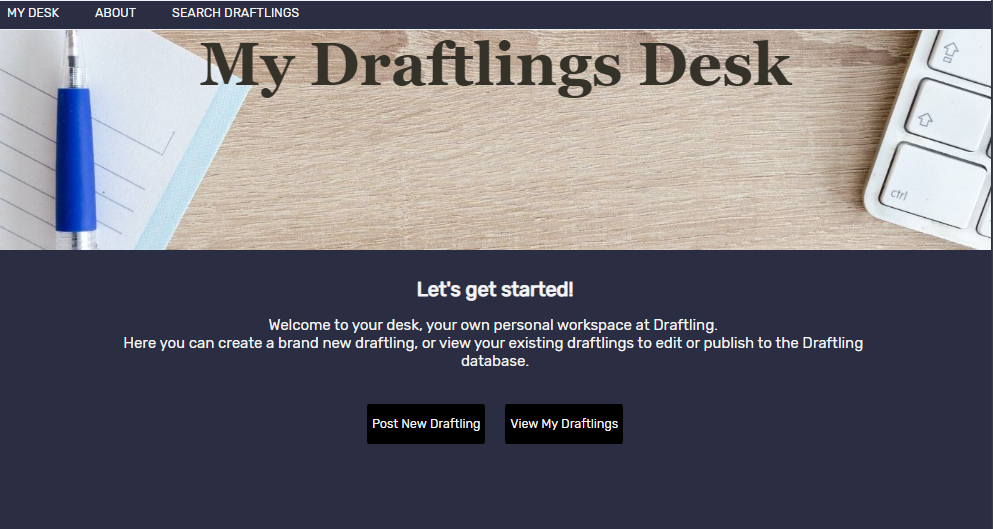 MY DESK ABOUT SEARCH DRAFTLINGS
My Draftlings Desk
ctrl
Let's get started!
Welcome to your desk, your own personal workspace at Draftling.
Here you can create a brand new draftling, or view your existing draftlings to edit or publish to the Draftling
database.
Post New Draftling View My Draftlings